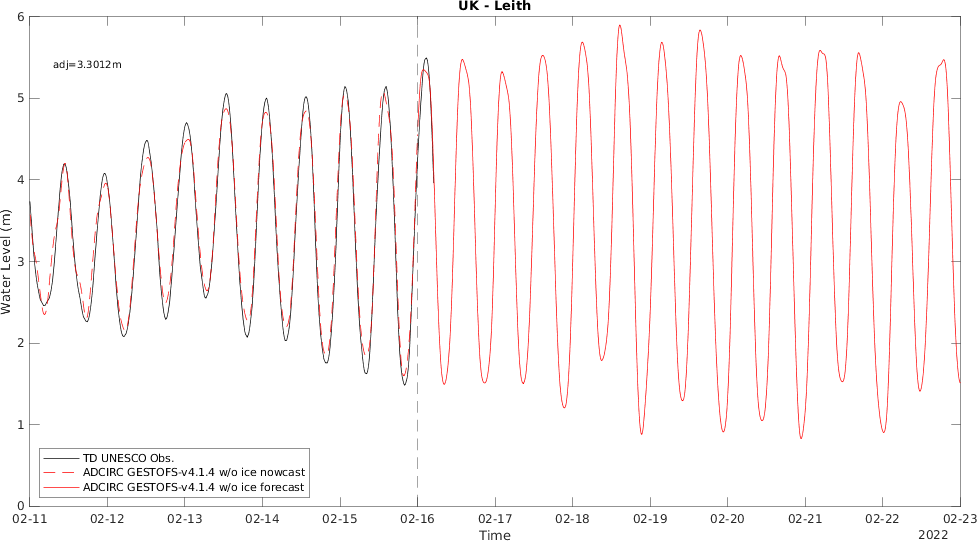 UK - Leith
adj=3.3012m
Water Level (m)
6
5
4
3
2
1
0
TD UNESCO Obs.
ADCIRC GESTOFS-v4.1.4 w/o ice nowcast
ADCIRC GESTOFS-v4.1.4 w/o ice forecast
02-11 02-12 02-13 02-14 02-15 02-16 02-17 02-18 02-19 02-20 02-21 02-22 02-23
Time
2022